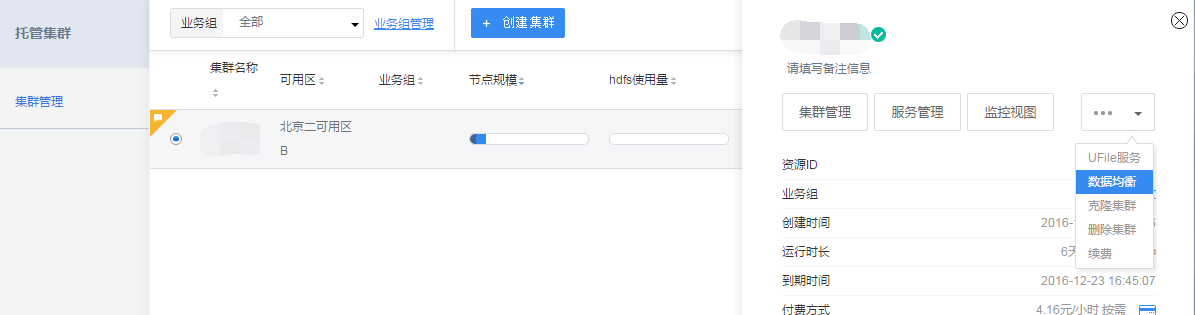 托管集群
集群管理
业务组 全部 业务组管理 + 创建集群
集群名称 可用区 业务组 节点规模 hdfs使用量
北京二可用区
B
请填写备注信息
集群管理 服务管理 监控视图
UFile服务
数据均衡
克隆集群
删除集群
续费
资源ID
业务组
创建时间 2016-1
运行时长 6天
到期时间 2016-12-23 16:45:07
付费方式 4.16元/小时 按需